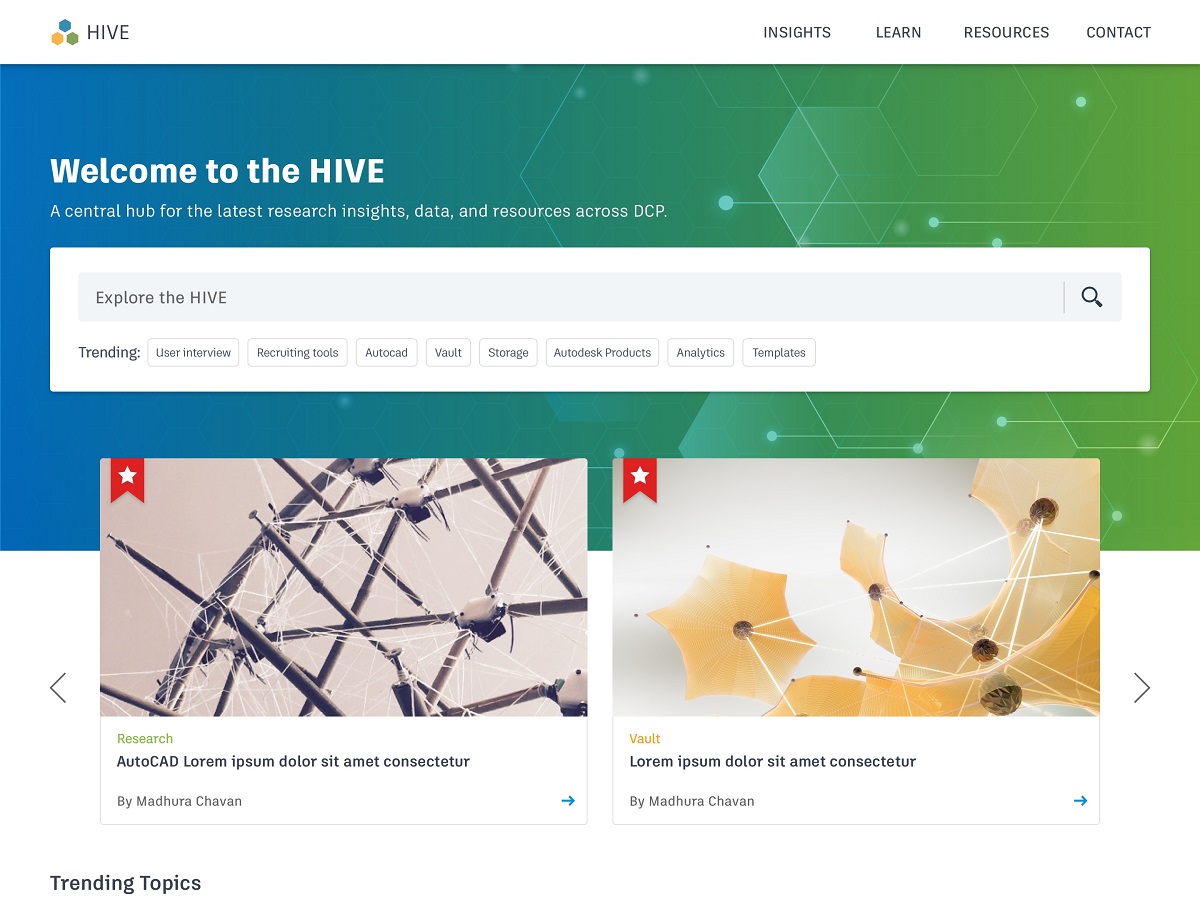 HIVE
INSIGHTS LEARN RESOURCES CONTACT
Welcome to the HIVE
A central hub for the latest research insights, data, and resources across DCP.
Explore the HIVE
Trending: User interview Recruiting tools Autocad Vault Storage Autodesk Products Analytics Templates
Research
AutoCAD Lorem ipsum dolor sit amet consectetur
By Madhura Chavan
Vault
Lorem ipsum dolor sit amet consectetur
By Madhura Chavan
Trending Topics